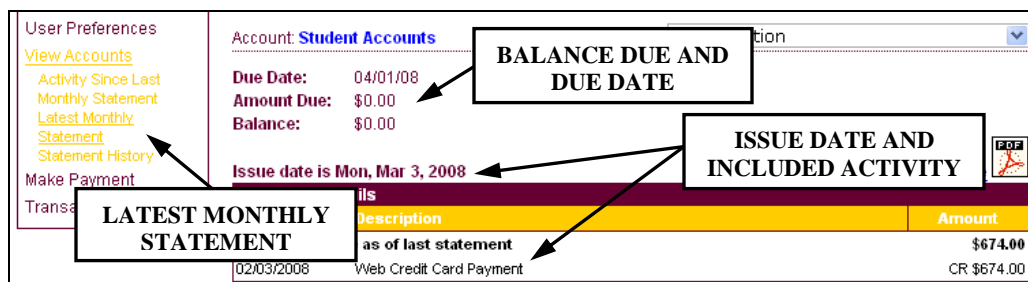 User Preferences
View Accounts
Activity Since Last
Monthly Statement
Latest Monthly
Statement
Statement History
Make Payment
Account: Student Accounts
BALANCE DUE AND
DUE DATE
Due Date: 04/01/08
Amount Due: $0.00
Balance: $0.00
ISSUE DATE AND
INCLUDED ACTIVITY
PDF
Issue date is Mon, Mar 3, 2008
LATEST MONTHLY
STATEMENT
Description Amount
as of last statement $674.00
02/03/2008 Web Credit Card Payment CR $674.00